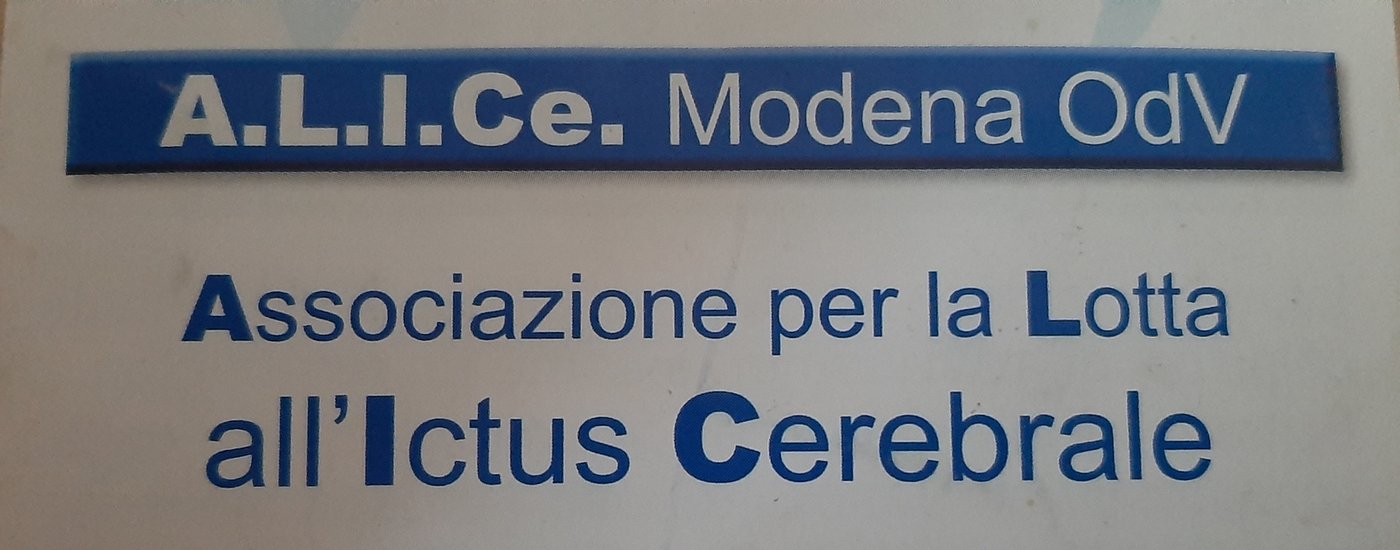 A.L.I.Ce. Modena OdV
Associazione per la Lotta
all'Ictus Cerebrale